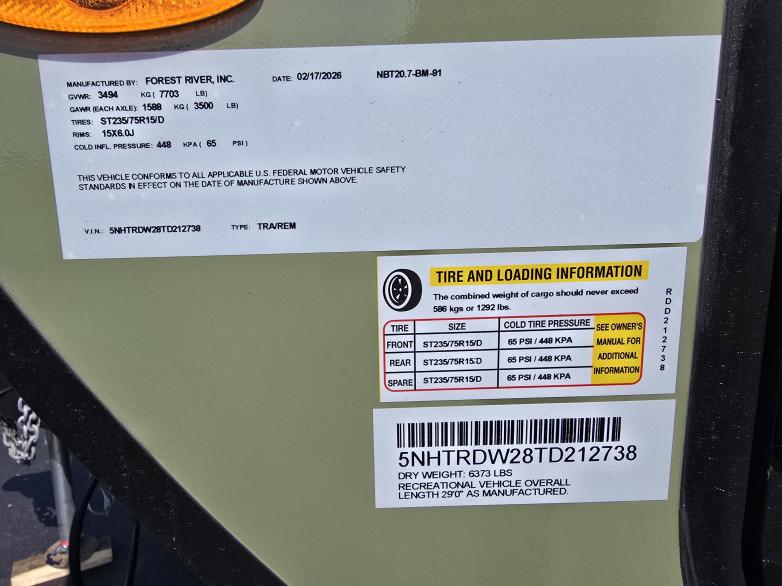 MANUFACTURED BY: FOREST RIVER, INC. DATE: 02/17/2026 NBT20.7-BM-91
GVWR: 3494 KG ( 7703 LB)
GAWR (EACH AXLE): 1588 KG ( 3500 LB)
TIRES: ST235/75R15/D
RIMS: 15X6.0J
COLD INFL. PRESSURE: 448 KPA ( 65 PSI )
THIS VEHICLE CONFORMS TO ALL APPLICABLE U.S. FEDERAL MOTOR VEHICLE SAFETY
STANDARDS IN EFFECT ON THE DATE OF MANUFACTURE SHOWN ABOVE.
V.I.N.: 5NHTRDW28TD212738 TYPE: TRA/REM
TIRE AND LOADING INFORMATION
The combined weight of cargo should never exceed
586 kgs or 1292 lbs.
TIRE SIZE COLD TIRE PRESSURE
FRONT ST235/75R15/D 65 PSI / 448 KPA
REAR ST235/75R15/D 65 PSI / 448 KPA
SPARE ST235/75R15/D 65 PSI / 448 KPA
SEE OWNER'S
MANUAL FOR
ADDITIONAL
INFORMATION
RDD212738
5NHTRDW28TD212738
DRY WEIGHT: 6373 LBS
RECREATIONAL VEHICLE OVERALL
LENGTH 29'0" AS MANUFACTURED.